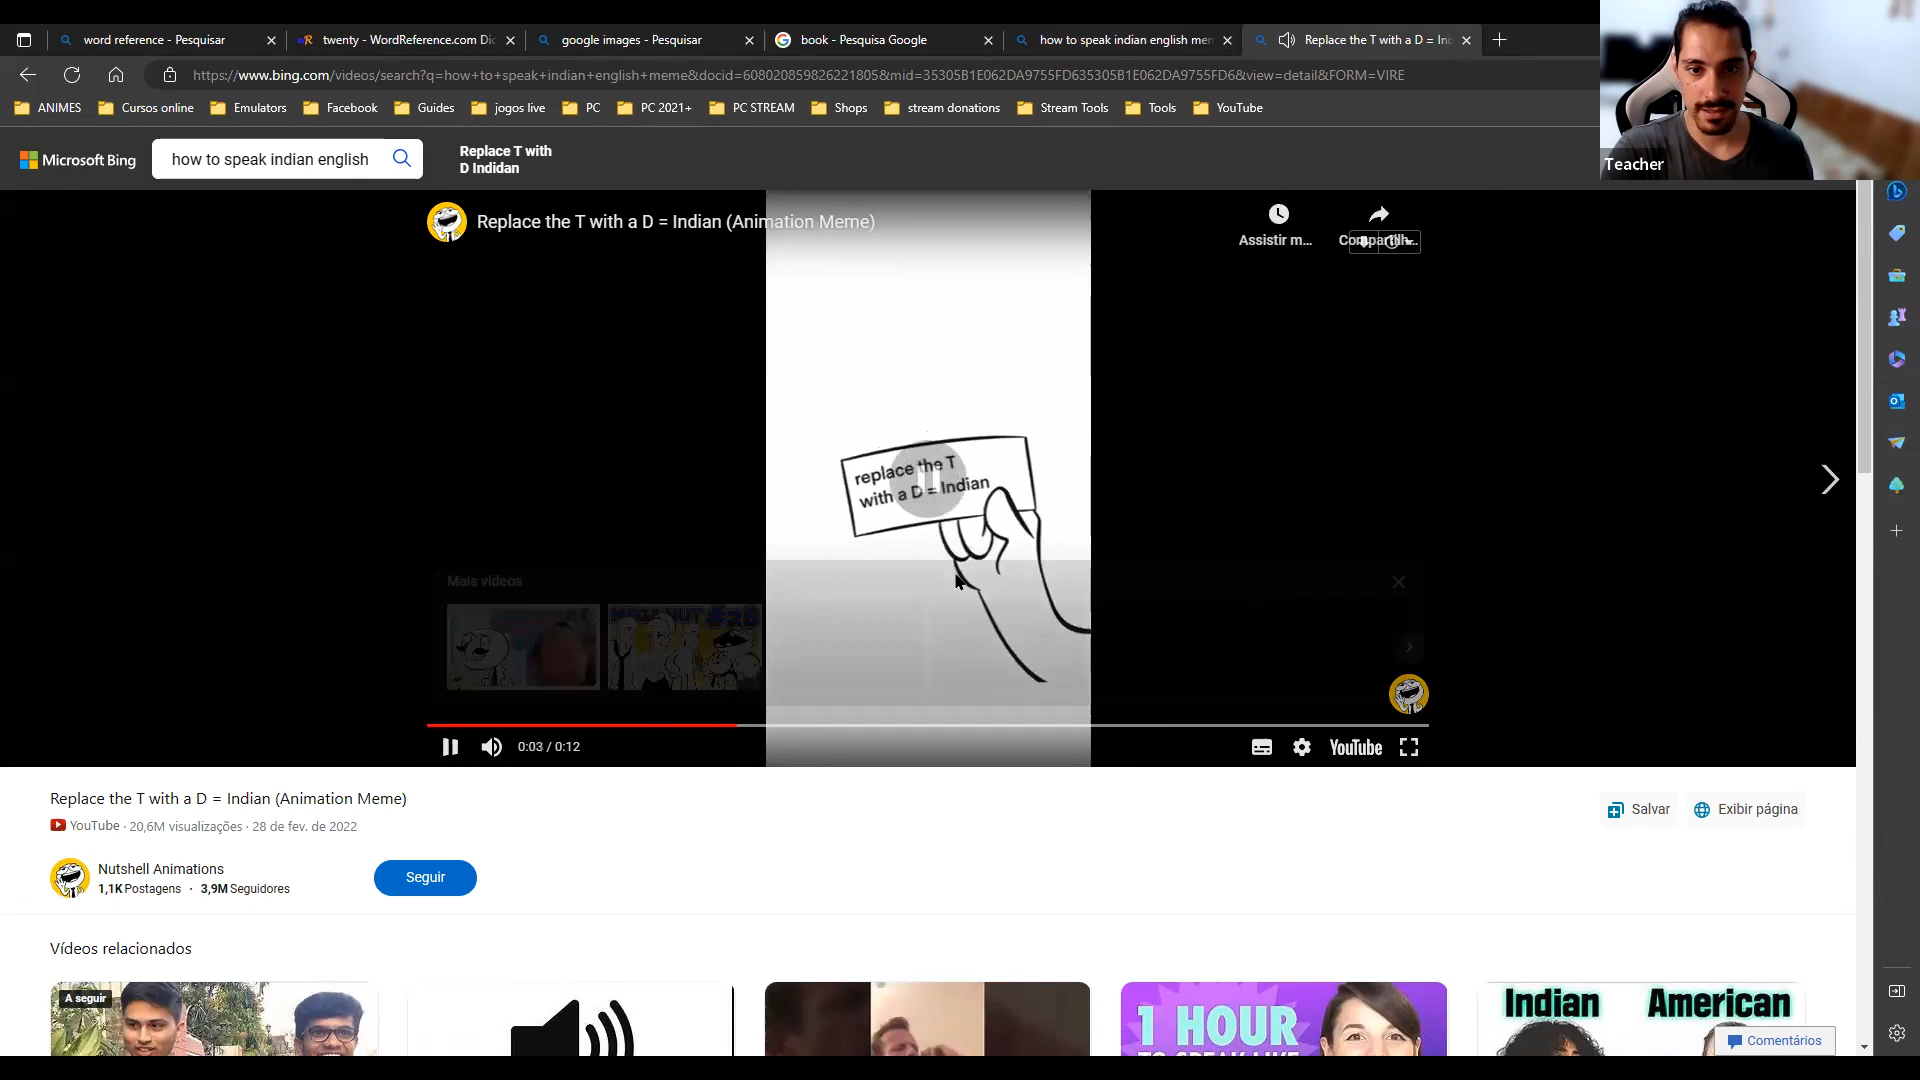 word reference - Pesquisar
twenty - WordReference.com Dic
google images - Pesquisar
book - Pesquisa Google
how to speak indian english mem
Replace the T with a D = Ind
https://www.bing.com/videos/search?q=how+to+speak+indian+english+meme&docid=608020859826221805&mid=35305B1E062DA9755FD635305B1E062DA9755FD6&view=detail&FORM=VIRE
ANIMES
Cursos online
Emulators
Facebook
Guides
jogos live
PC
PC 2021+
PC STREAM
Shops
stream donations
Stream Tools
Tools
YouTube
Teacher
Microsoft Bing
how to speak indian english
Replace T with
D Indidan
Replace the T with a D = Indian (Animation Meme)
Assistir m...
Compartilh...
replace the T
with a D = Indian
Mais vídeos
MEGANUT #28
0:03 / 0:12
YouTube
Replace the T with a D = Indian (Animation Meme)
YouTube · 20,6M visualizações · 28 de fev. de 2022
Salvar
Exibir página
Nutshell Animations
1,1K Postagens · 3,9M Seguidores
Seguir
Vídeos relacionados
A seguir
1 HOUR
TO SPEAK LIKE
Indian American
Comentários